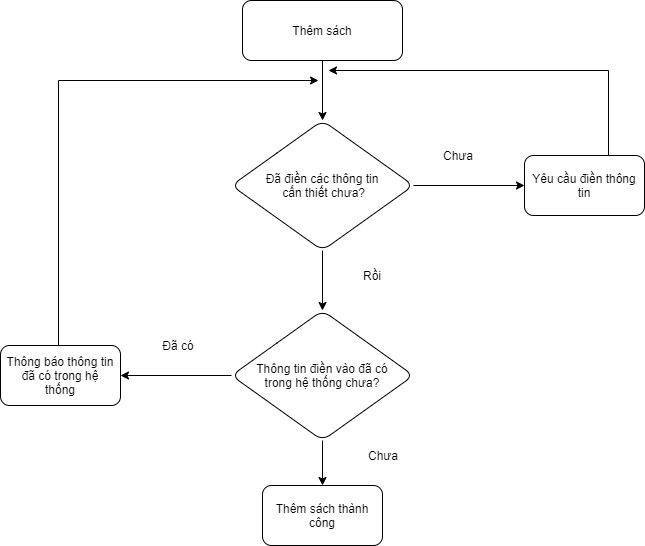 Thêm sách
Đã điền các thông tin
cần thiết chưa?
Chưa
Yêu cầu điền thông
tin
Rồi
Thông tin điền vào đã có
trong hệ thống chưa?
Đã có
Thông báo thông tin
đã có trong hệ
thống
Chưa
Thêm sách thành
công